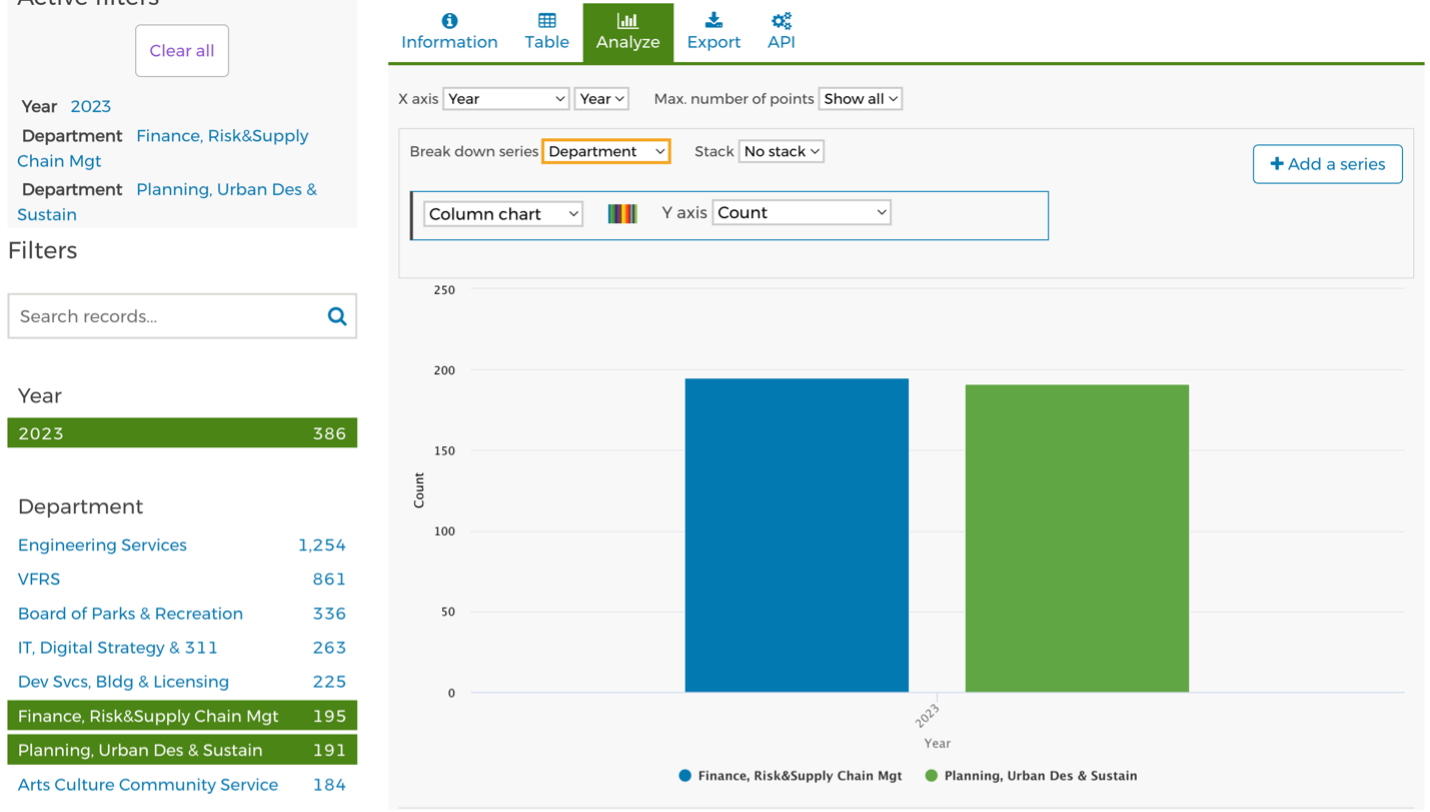 Active filters
Clear all
Year 2023
Department Finance, Risk&Supply
Chain Mgt
Department Planning, Urban Des &
Sustain
Filters
Search records...
Year
2023 386
Department
Engineering Services 1,254
VFRS 861
Board of Parks & Recreation 336
IT, Digital Strategy & 311 263
Dev Svcs, Bldg & Licensing 225
Finance, Risk&Supply Chain Mgt 195
Planning, Urban Des & Sustain 191
Arts Culture Community Service 184
Information Table Analyze Export API
X axis Year Year Max. number of points Show all
Break down series Department Stack No stack
+ Add a series
Column chart Y axis Count
250
200
150
100
50
0
Count
2023
Year
Finance, Risk&Supply Chain Mgt Planning, Urban Des & Sustain